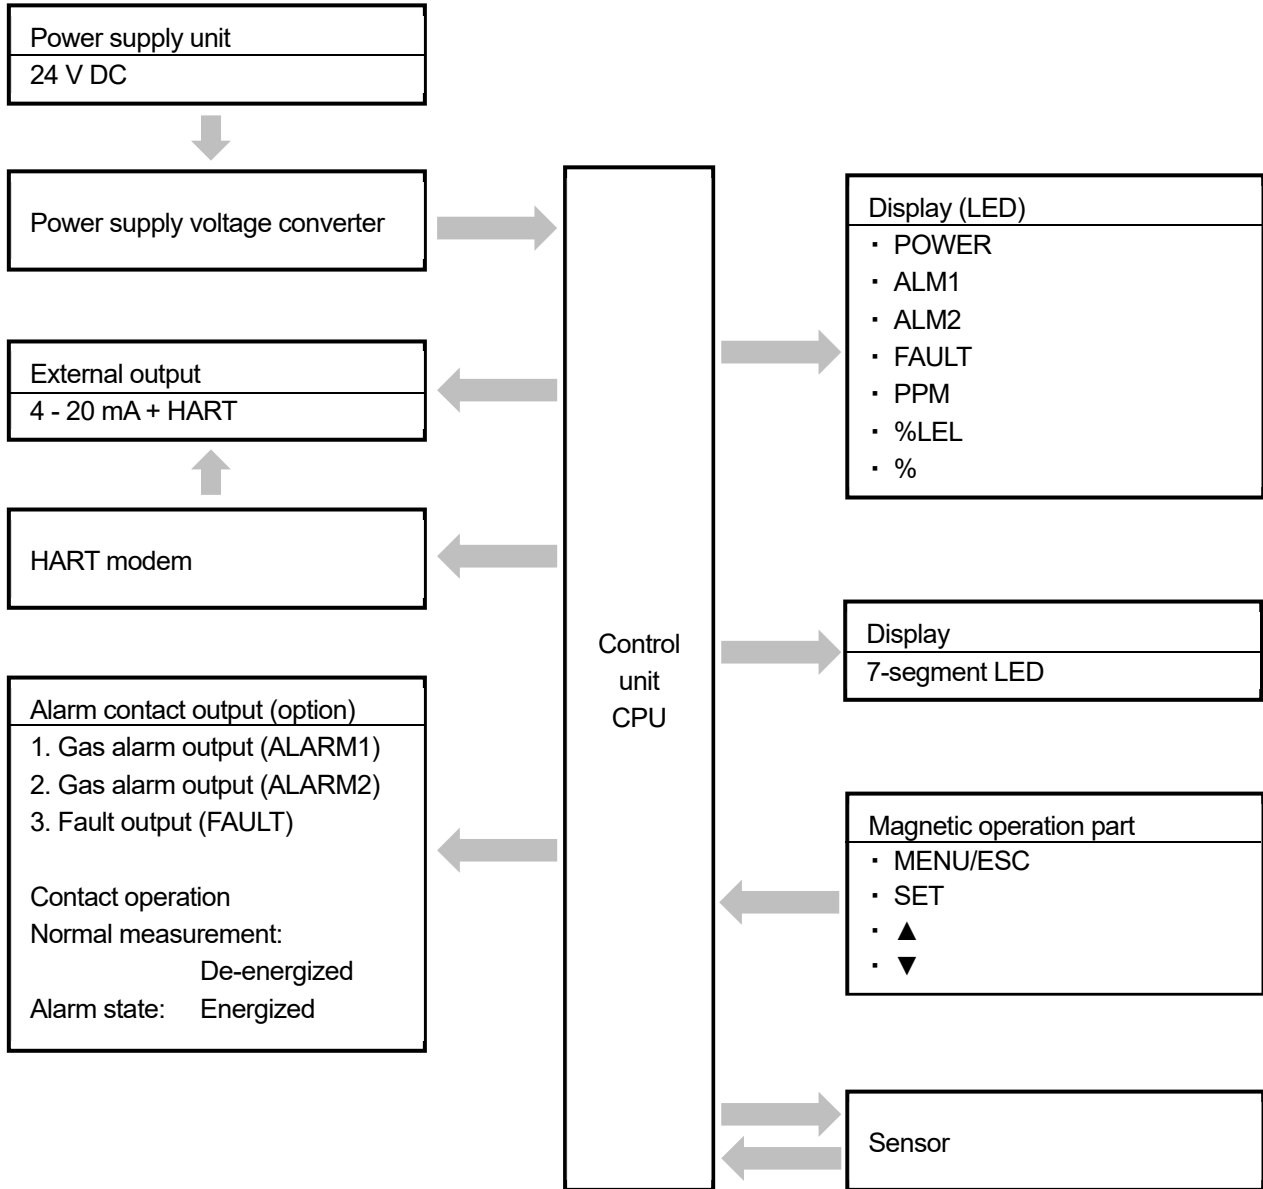 Power supply unit
24 V DC
Power supply voltage converter
External output
4 - 20 mA + HART
HART modem
Alarm contact output (option)
1. Gas alarm output (ALARM1)
2. Gas alarm output (ALARM2)
3. Fault output (FAULT)
Contact operation
Normal measurement:
De-energized
Alarm state: Energized
Control
unit
CPU
Display (LED)
・ POWER
・ ALM1
・ ALM2
・ FAULT
・ PPM
・ %LEL
・ %
Display
7-segment LED
Magnetic operation part
・ MENU/ESC
・ SET
・ ▲
・ ▼
Sensor